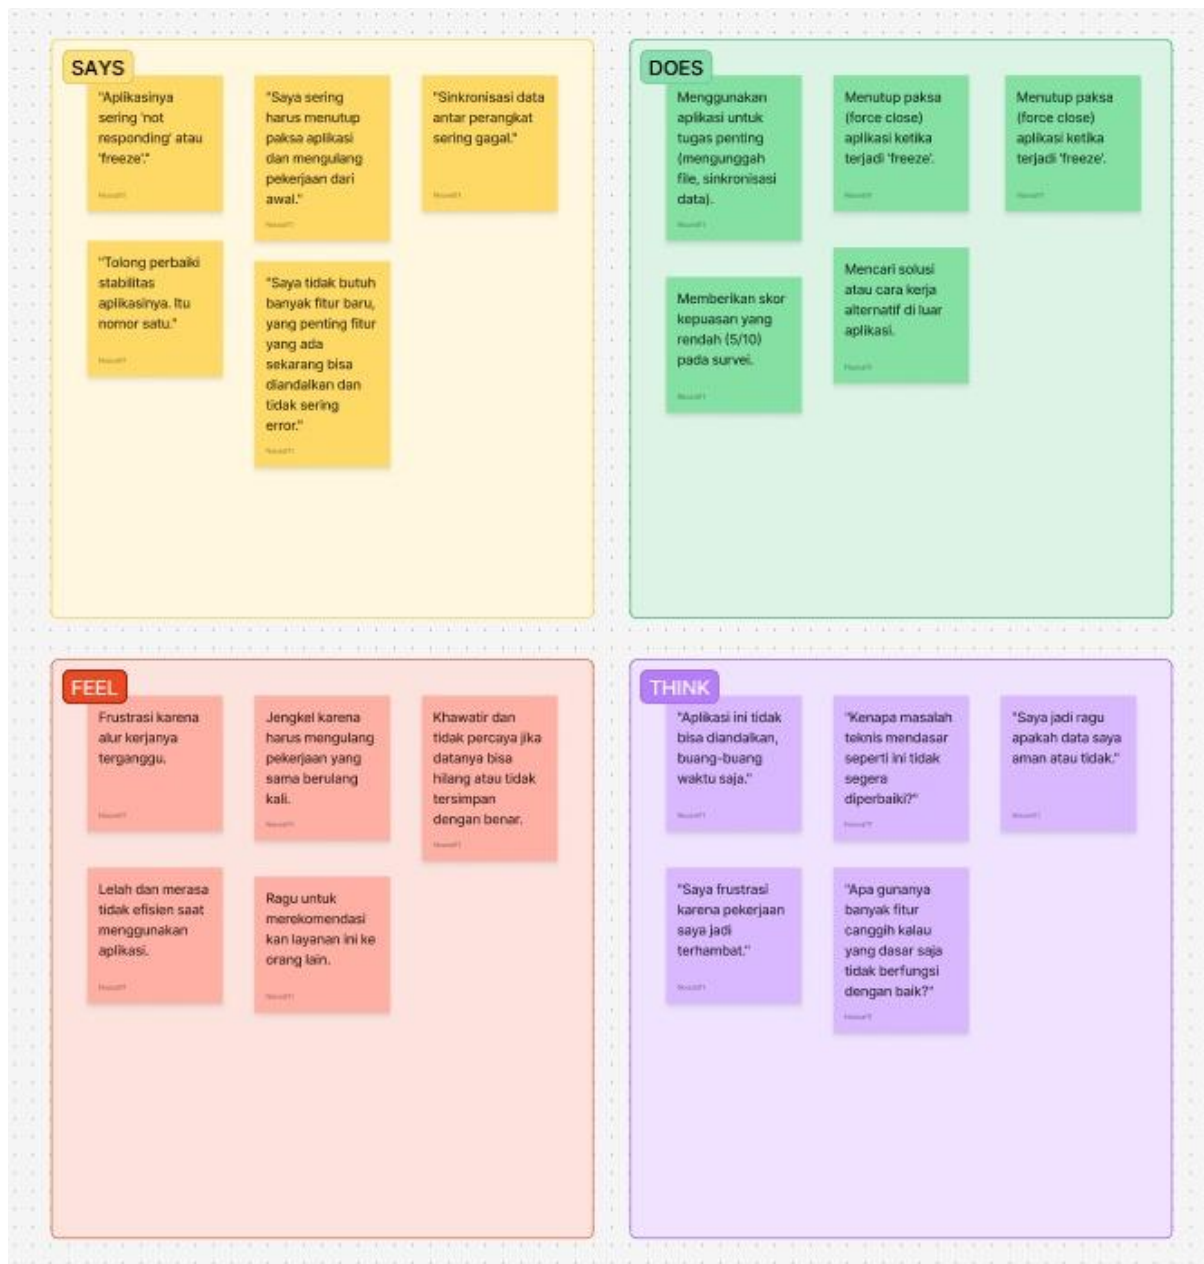 SAYS
"Aplikasinya
sering 'not
responding' atau
'freeze'."
"Saya sering
harus menutup
paksa aplikasi
dan mengulang
pekerjaan dari
awal."
"Sinkronisasi data
antar perangkat
sering gagal."
"Tolong perbaiki
stabilitas
aplikasinya. Itu
nomor satu."
"Saya tidak butuh
banyak fitur baru,
yang penting fitur
yang ada
sekarang bisa
diandalkan dan
tidak sering
error."
DOES
Menggunakan
aplikasi untuk
tugas penting
(mengunggah
file, sinkronisasi
data).
Menutup paksa
(force close)
aplikasi ketika
terjadi 'freeze'.
Menutup paksa
(force close)
aplikasi ketika
terjadi 'freeze'.
Memberikan skor
kepuasan yang
rendah (5/10)
pada survei.
Mencari solusi
atau cara kerja
alternatif di luar
aplikasi.
FEEL
Frustrasi karena
alur kerjanya
terganggu.
Jengkel karena
harus mengulang
pekerjaan yang
sama berulang
kali.
Khawatir dan
tidak percaya jika
datanya bisa
hilang atau tidak
tersimpan
dengan benar.
Lelah dan merasa
tidak efisien saat
menggunakan
aplikasi.
Ragu untuk
merekomendasi
kan layanan ini ke
orang lain.
THINK
"Aplikasi ini tidak
bisa diandalkan,
buang-buang
waktu saja."
"Kenapa masalah
teknis mendasar
seperti ini tidak
segera
diperbaiki?"
"Saya jadi ragu
apakah data saya
aman atau tidak."
"Saya frustrasi
karena pekerjaan
saya jadi
terhambat."
"Apa gunanya
banyak fitur
canggih kalau
yang dasar saja
tidak berfungsi
dengan baik?"